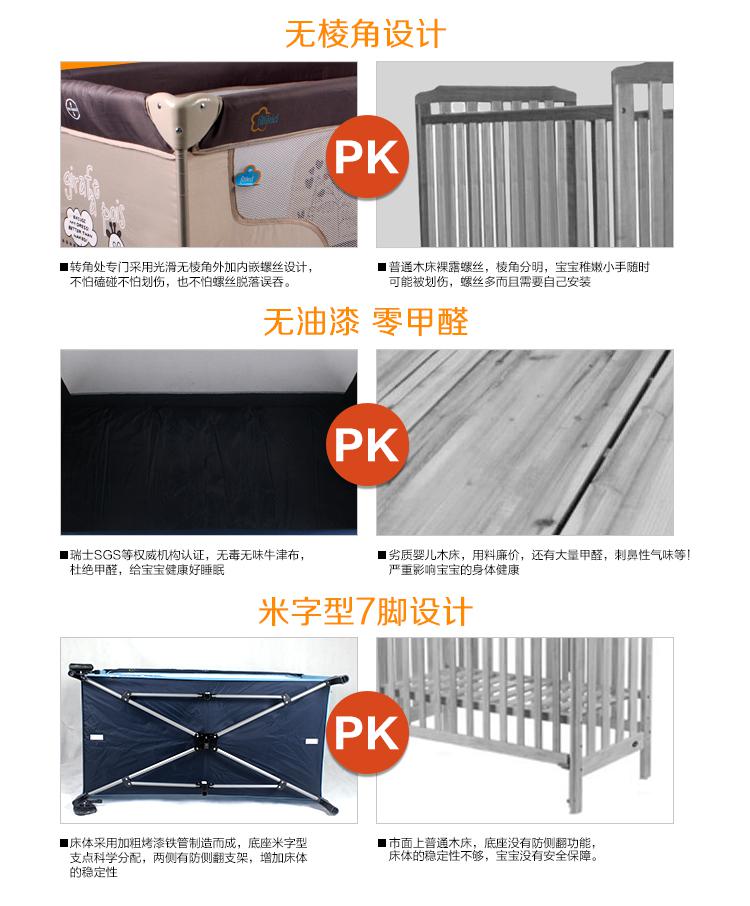 无棱角设计
girafe
bois
BECAUSE
MY DRESS
BETTER THAN
PK
■转角处专门采用光滑无棱角外加内嵌螺丝设计，
不怕磕碰不怕划伤，也不怕螺丝脱落误吞。
■普通木床裸露螺丝，棱角分明，宝宝稚嫩小手随时
可能被划伤，螺丝多而且需要自己安装
无油漆 零甲醛
PK
■瑞士SGS等权威机构认证，无毒无味牛津布，
杜绝甲醛，给宝宝健康好睡眠
■劣质婴儿木床，用料廉价，还有大量甲醛，刺鼻性气味等！
严重影响宝宝的身体健康
米字型7脚设计
PK
■床体采用加粗烤漆铁管制造而成，底座米字型
支点科学分配，两侧有防侧翻支架，增加床体
的稳定性
■市面上普通木床，底座没有防侧翻功能，
床体的稳定性不够，宝宝没有安全保障。